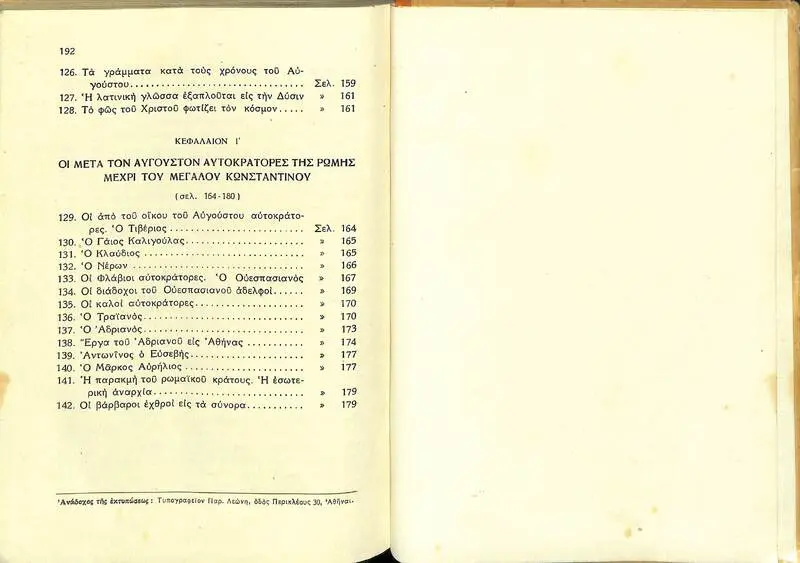 192
126. Τὰ γράμματα κατὰ τοὺς χρόνους τοῦ Αὐ-
γούστου................................ Σελ. 159
127. Ἡ λατινικὴ γλῶσσα ἐξαπλοῦται εἰς τὴν Δύσιν » 161
128. Τὸ φῶς τοῦ Χριστοῦ φωτίζει τὸν κόσμον..... » 161
ΚΕΦΑΛΑΙΟΝ Ι′
ΟΙ ΜΕΤΑ ΤΟΝ ΑΥΓΟΥΣΤΟΝ ΑΥΤΟΚΡΑΤΟΡΕΣ ΤΗΣ ΡΩΜΗΣ
ΜΕΧΡΙ ΤΟΥ ΜΕΓΑΛΟΥ ΚΩΝΣΤΑΝΤΙΝΟΥ
(σελ. 164-180)
129. Οἱ ἀπὸ τοῦ οἴκου τοῦ Αὐγούστου αὐτοκράτο-
ρες. Ὁ Τιβέριος......................... Σελ. 164
130. Ὁ Γάιος Καλιγούλας....................... » 165
131. Ὁ Κλαύδιος............................... » 165
132. Ὁ Νέρων ................................. » 166
133. Οἱ Φλάβιοι αὐτοκράτορες. Ὁ Οὐεσπασιανὸς » 167
134. Οἱ διάδοχοι τοῦ Οὐεσπασιανοῦ ἀδελφοί...... » 169
135. Οἱ καλοὶ αὐτοκράτορες..................... » 170
136. Ὁ Τραϊανός............................... » 170
137. Ὁ Ἀδριανός............................... » 173
138. Ἔργα τοῦ Ἀδριανοῦ εἰς Ἀθήνας ............. » 174
139. Ἀντωνῖνος ὁ Εὐσεβής...................... » 177
140. Ὁ Μᾶρκος Αὐρήλιος ....................... » 177
141. Ἡ παρακμὴ τοῦ ρωμαϊκοῦ κράτους. Ἡ ἐσωτε-
ρικὴ ἀναρχία............................. » 179
142. Οἱ βάρβαροι ἐχθροὶ εἰς τὰ σύνορα........... » 179
Ἀνάδοχος τῆς ἐκτυπώσεως: Τυπογραφεῖον Παρ. Λεώνη, ὁδὸς Περικλέους 30, Ἀθῆναι.